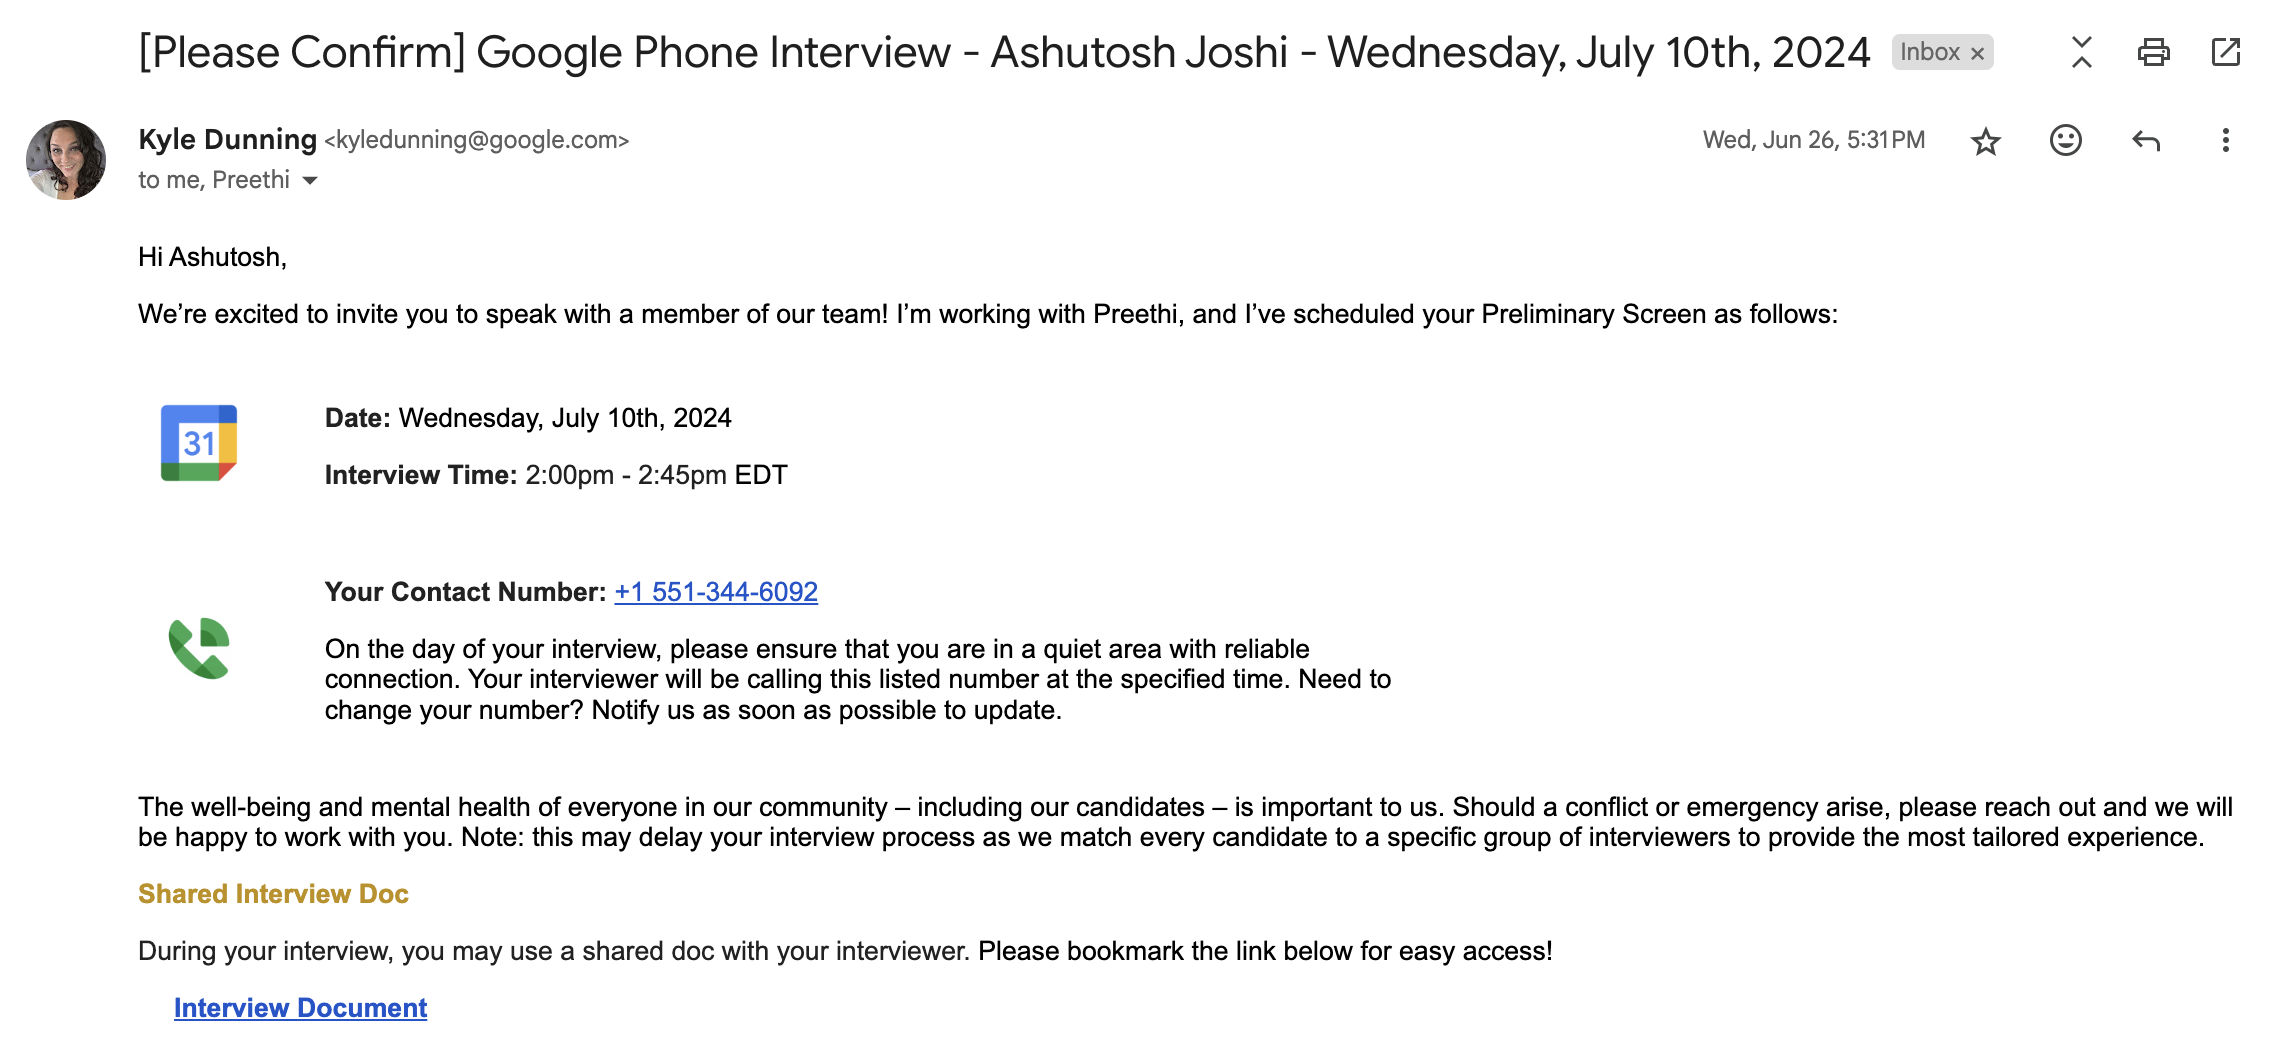 [Please Confirm] Google Phone Interview - Ashutosh Joshi - Wednesday, July 10th, 2024 Inbox ×
Kyle Dunning <kyledunning@google.com> Wed, Jun 26, 5:31 PM
to me, Preethi
Hi Ashutosh,
We’re excited to invite you to speak with a member of our team! I’m working with Preethi, and I’ve scheduled your Preliminary Screen as follows:
31
Date: Wednesday, July 10th, 2024
Interview Time: 2:00pm - 2:45pm EDT
Your Contact Number: +1 551-344-6092
On the day of your interview, please ensure that you are in a quiet area with reliable
connection. Your interviewer will be calling this listed number at the specified time. Need to
change your number? Notify us as soon as possible to update.
The well-being and mental health of everyone in our community – including our candidates – is important to us. Should a conflict or emergency arise, please reach out and we will
be happy to work with you. Note: this may delay your interview process as we match every candidate to a specific group of interviewers to provide the most tailored experience.
Shared Interview Doc
During your interview, you may use a shared doc with your interviewer. Please bookmark the link below for easy access!
Interview Document